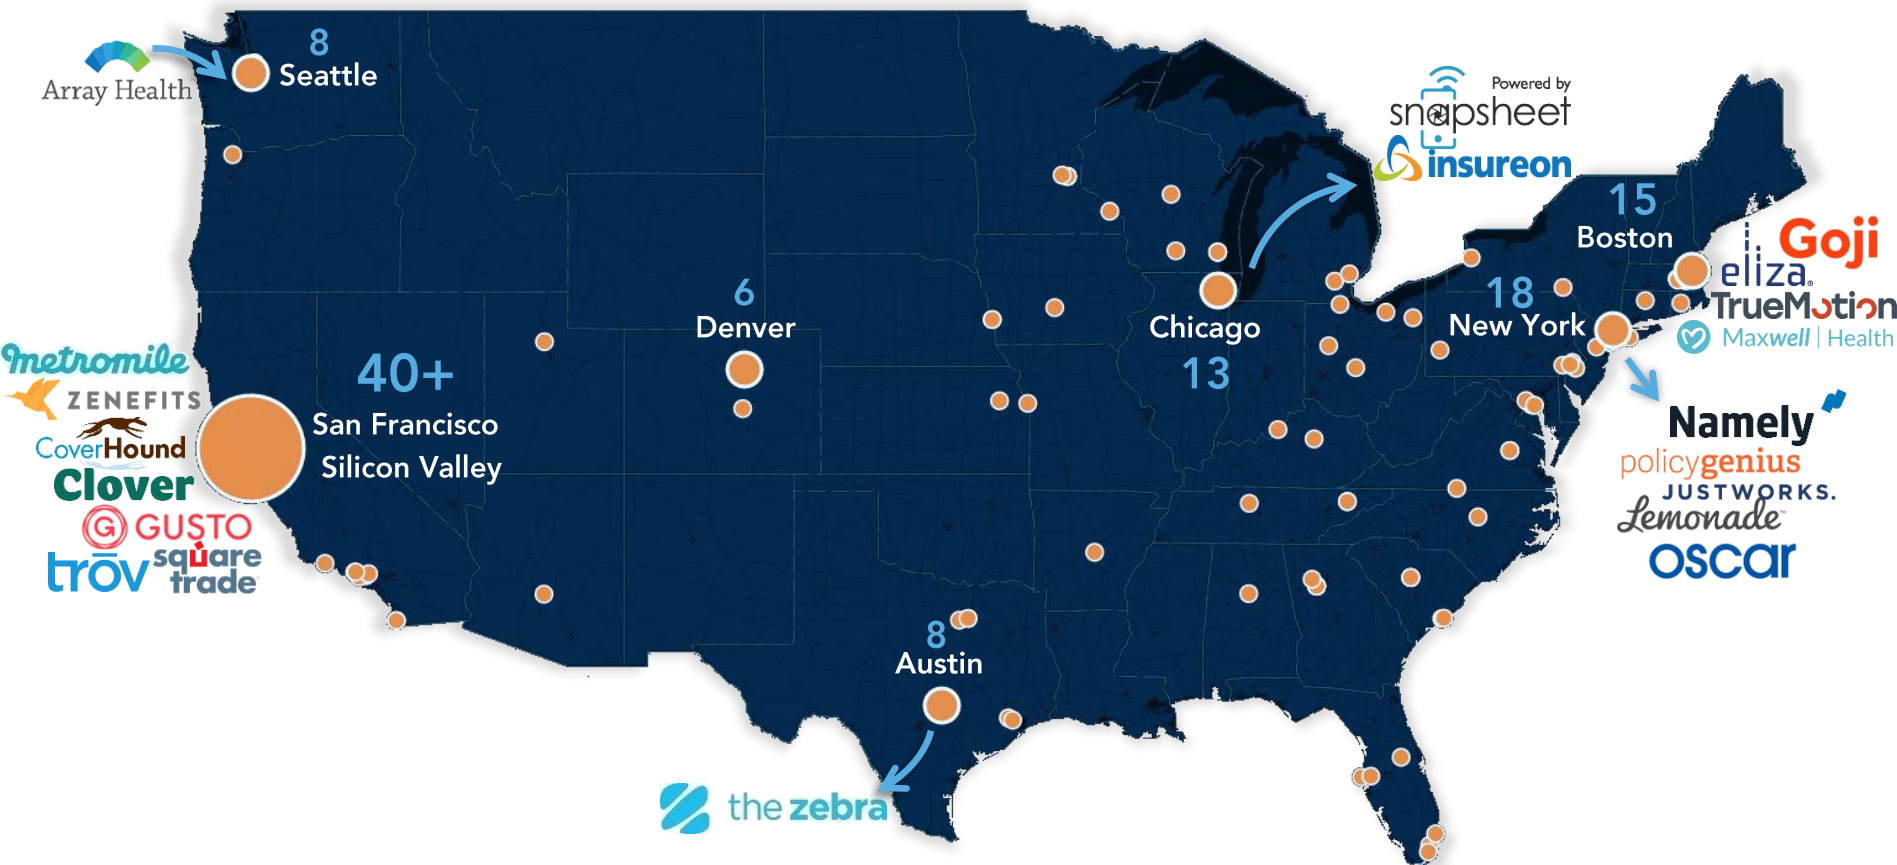 Array Health
8
Seattle
metromile
ZENEFITS
CoverHound
Clover
G GUSTO
trōv
square
trade
40+
San Francisco
Silicon Valley
6
Denver
8
Austin
the zebra
Chicago
13
Powered by
snapsheet
insureon
15
Boston
Goji
eliza
TrueMotion
Maxwell | Health
18
New York
Namely
policygenius
JUSTWORKS.
Lemonade™
oscar